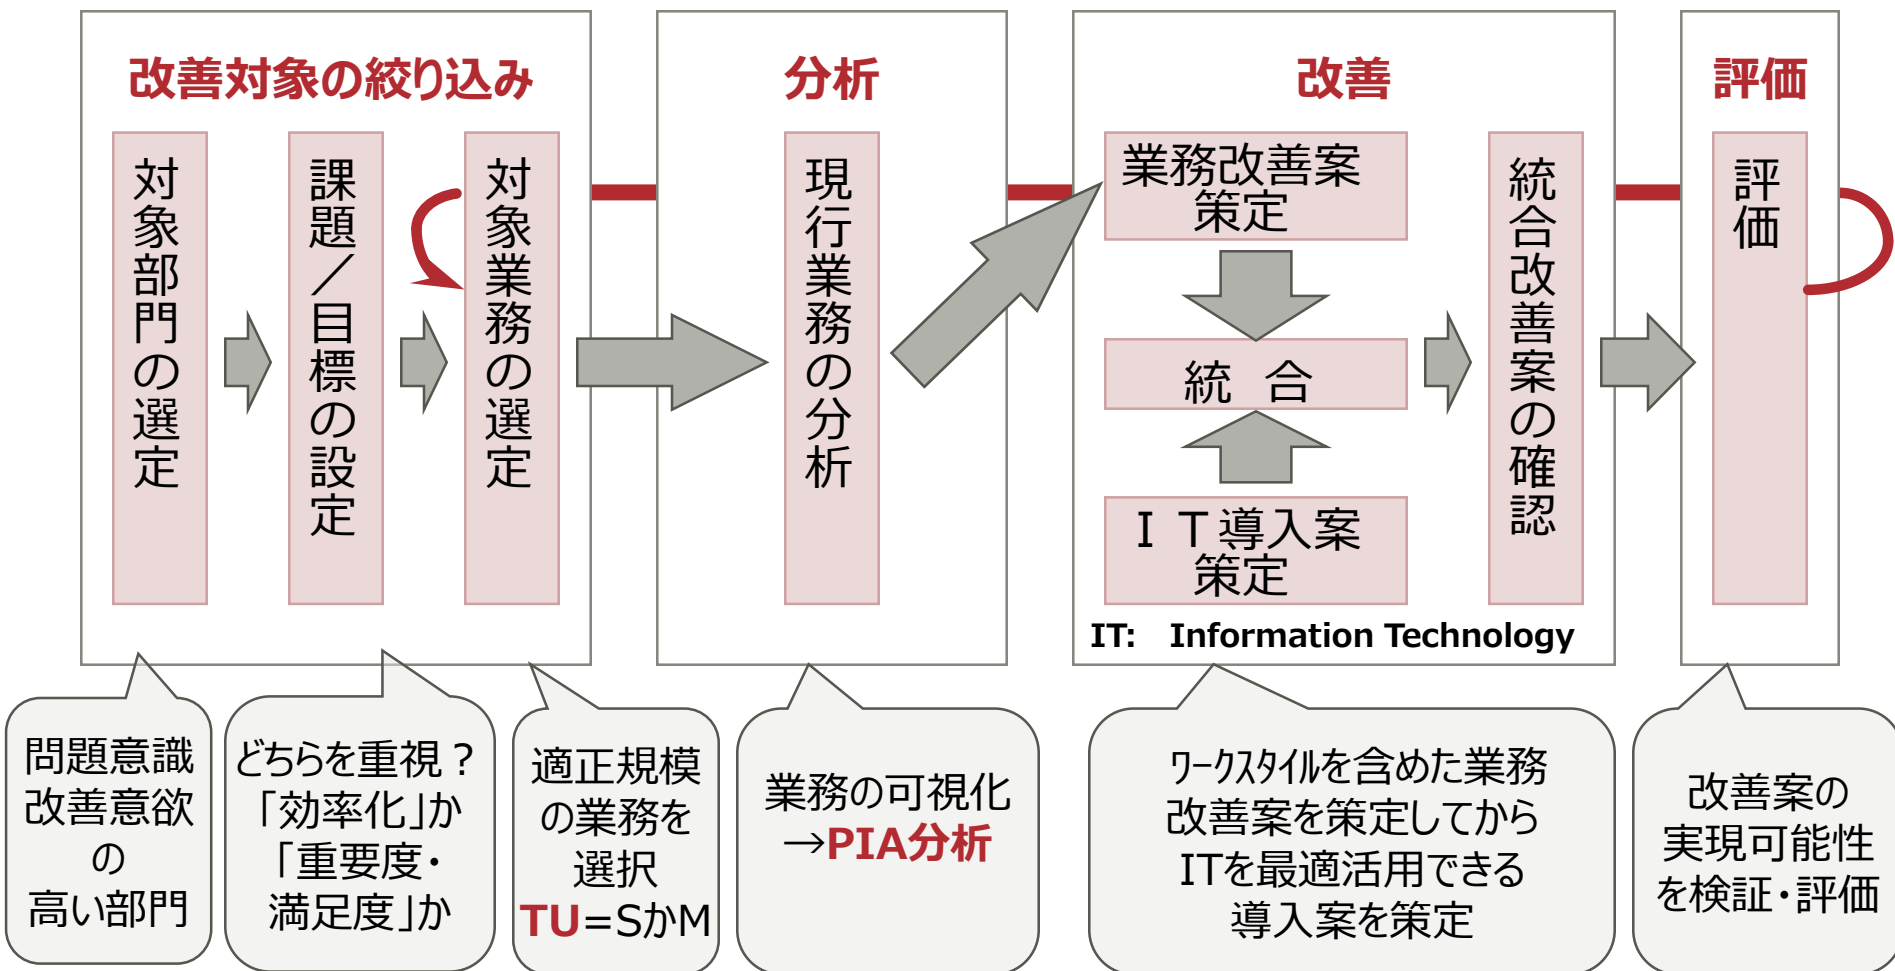 改善対象の絞り込み
対象部門の選定
課題／目標の設定
対象業務の選定
分析
現行業務の分析
改善
業務改善案
策定
統 合
ＩＴ導入案
策定
統合改善案の確認
IT: Information Technology
評価
評価
問題意識
改善意欲
の
高い部門
どちらを重視？
「効率化」か
「重要度・
満足度」か
適正規模
の業務を
選択
TU=SかM
業務の可視化
→PIA分析
ﾜｰｸｽﾀｲﾙを含めた業務
改善案を策定してから
ITを最適活用できる
導入案を策定
改善案の
実現可能性
を検証・評価